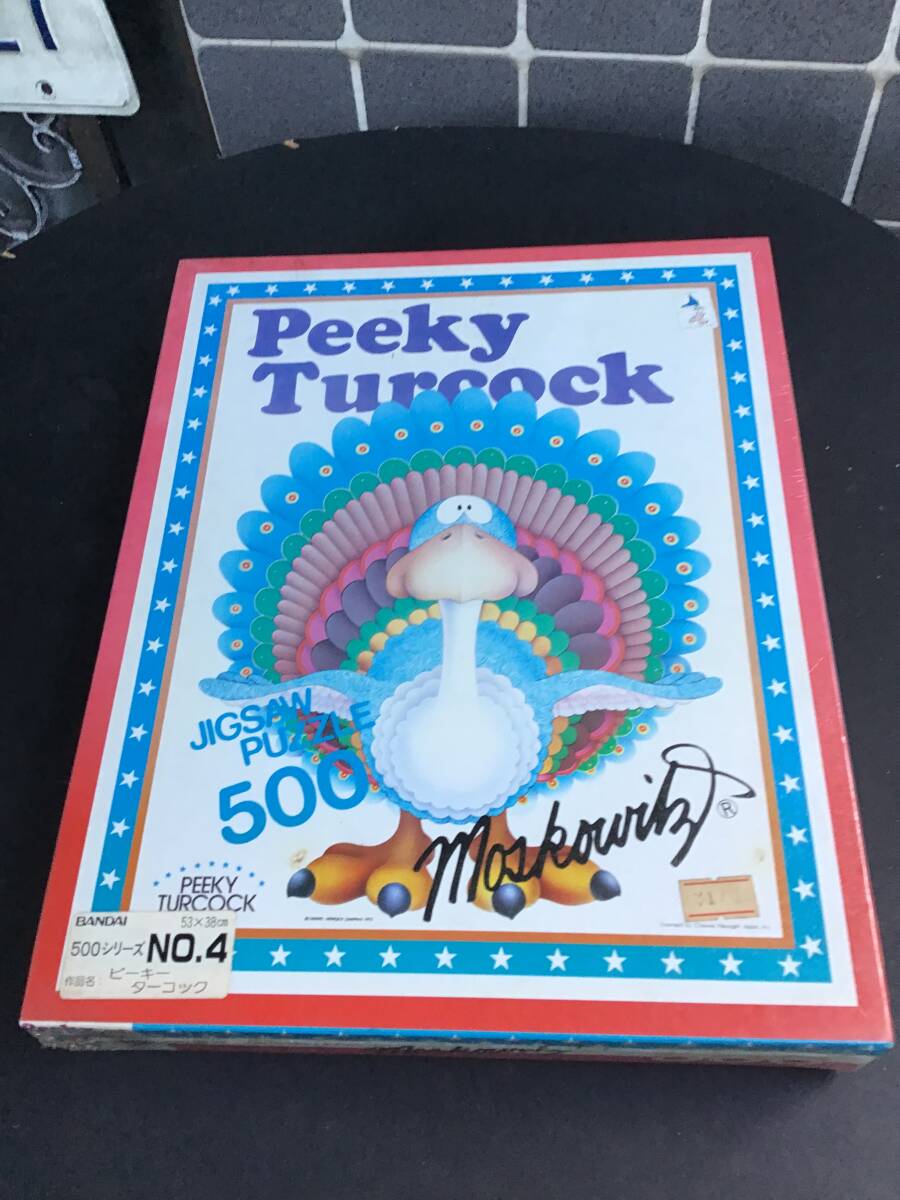 Peeky
Turcock
JIGSAW
PUZZLE
500
Moskowitz
®
PEEKY
TURCOCK
BANDAI
53×38cm
500シリーズ NO.4
作品名: ピーキー
ターコック
Moskowitz